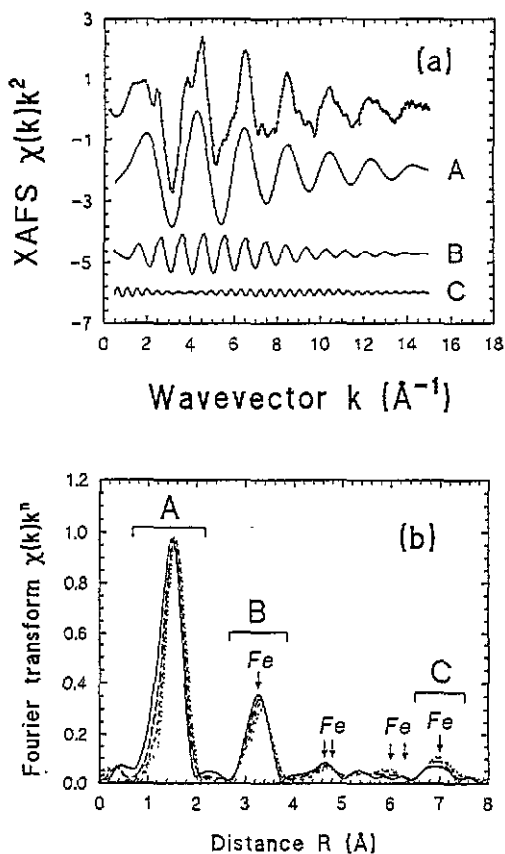 3
1
-1
-3
-5
-7
XAFS χ(k)k²
(a)
A
B
C
0 2 4 6 8 10 12 14 16 18
Wavevector k (Å⁻¹)
1.2
1.0
0.8
0.6
0.4
0.2
0.0
Fourier transform χ(k)kⁿ
(b)
A
B
Fe
Fe
Fe
C
Fe
0 1 2 3 4 5 6 7 8
Distance R (Å)